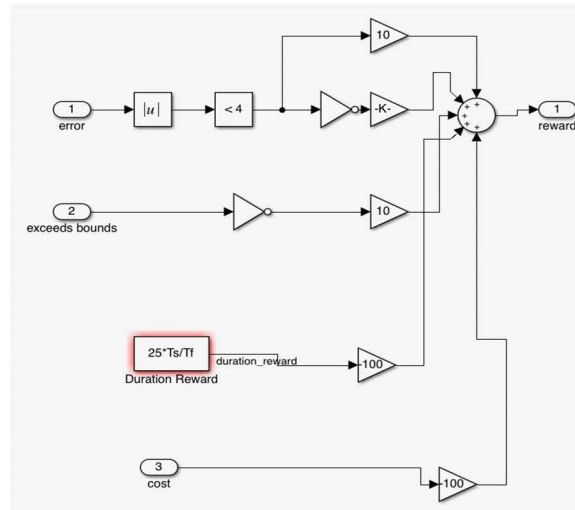 10
1
error
|u|
< 4
-K-
+
+
+
+
+
+
1
reward
2
exceeds bounds
10
25*Ts/Tf
duration_reward
Duration Reward
-100
3
cost
-100